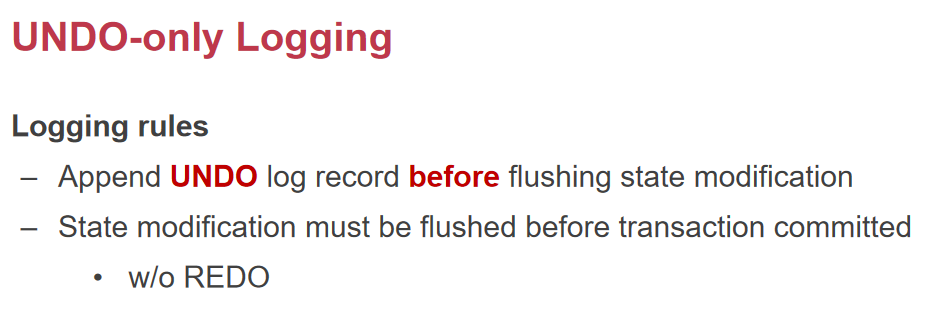 UNDO-only Logging
Logging rules
– Append UNDO log record before flushing state modification
– State modification must be flushed before transaction committed
• w/o REDO